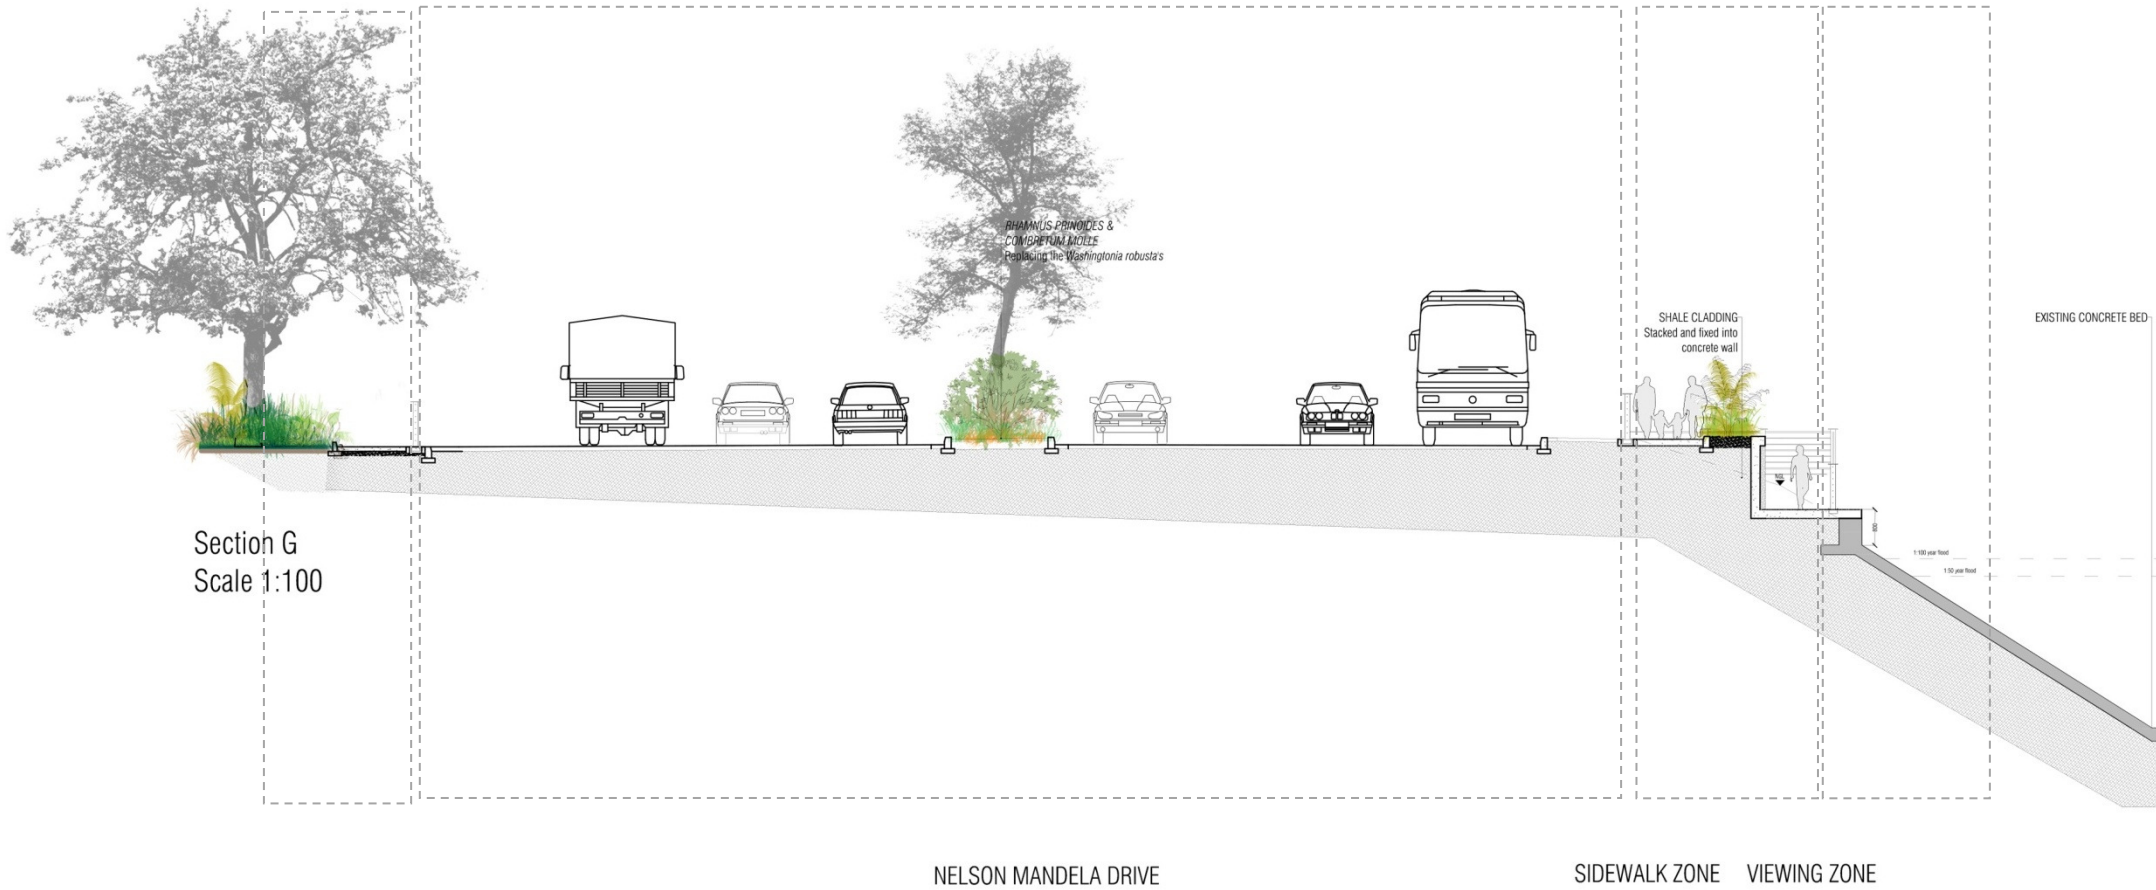 RHAMNUS PRINOIDES &
COMBRETUM MOLLE
Replacing the Washingtonia robusta's
SHALE CLADDING
Stacked and fixed into
concrete wall
EXISTING CONCRETE BED
Section G
Scale 1:100
800
1:100 year flood
1:50 year flood
NELSON MANDELA DRIVE
SIDEWALK ZONE
VIEWING ZONE